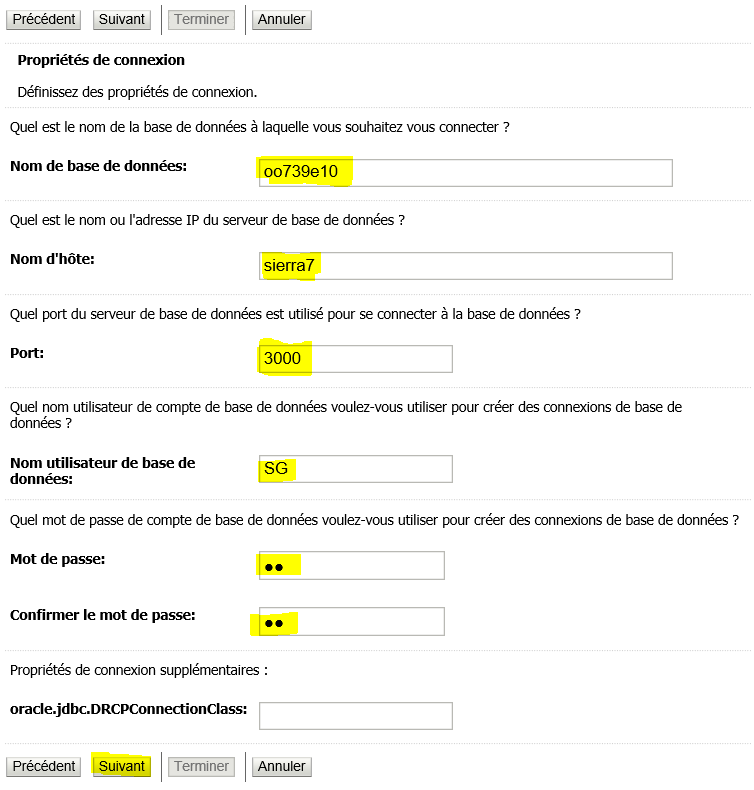 Précédent Suivant Terminer Annuler
Propriétés de connexion
Définissez des propriétés de connexion.
Quel est le nom de la base de données à laquelle vous souhaitez vous connecter ?
Nom de base de données: oo739e10
Quel est le nom ou l'adresse IP du serveur de base de données ?
Nom d'hôte: sierra7
Quel port du serveur de base de données est utilisé pour se connecter à la base de données ?
Port: 3000
Quel nom utilisateur de compte de base de données voulez-vous utiliser pour créer des connexions de base de
données ?
Nom utilisateur de base de
données: SG
Quel mot de passe de compte de base de données voulez-vous utiliser pour créer des connexions de base de données ?
Mot de passe: ●●
Confirmer le mot de passe: ●●
Propriétés de connexion supplémentaires :
oracle.jdbc.DRCPConnectionClass:
Précédent Suivant Terminer Annuler